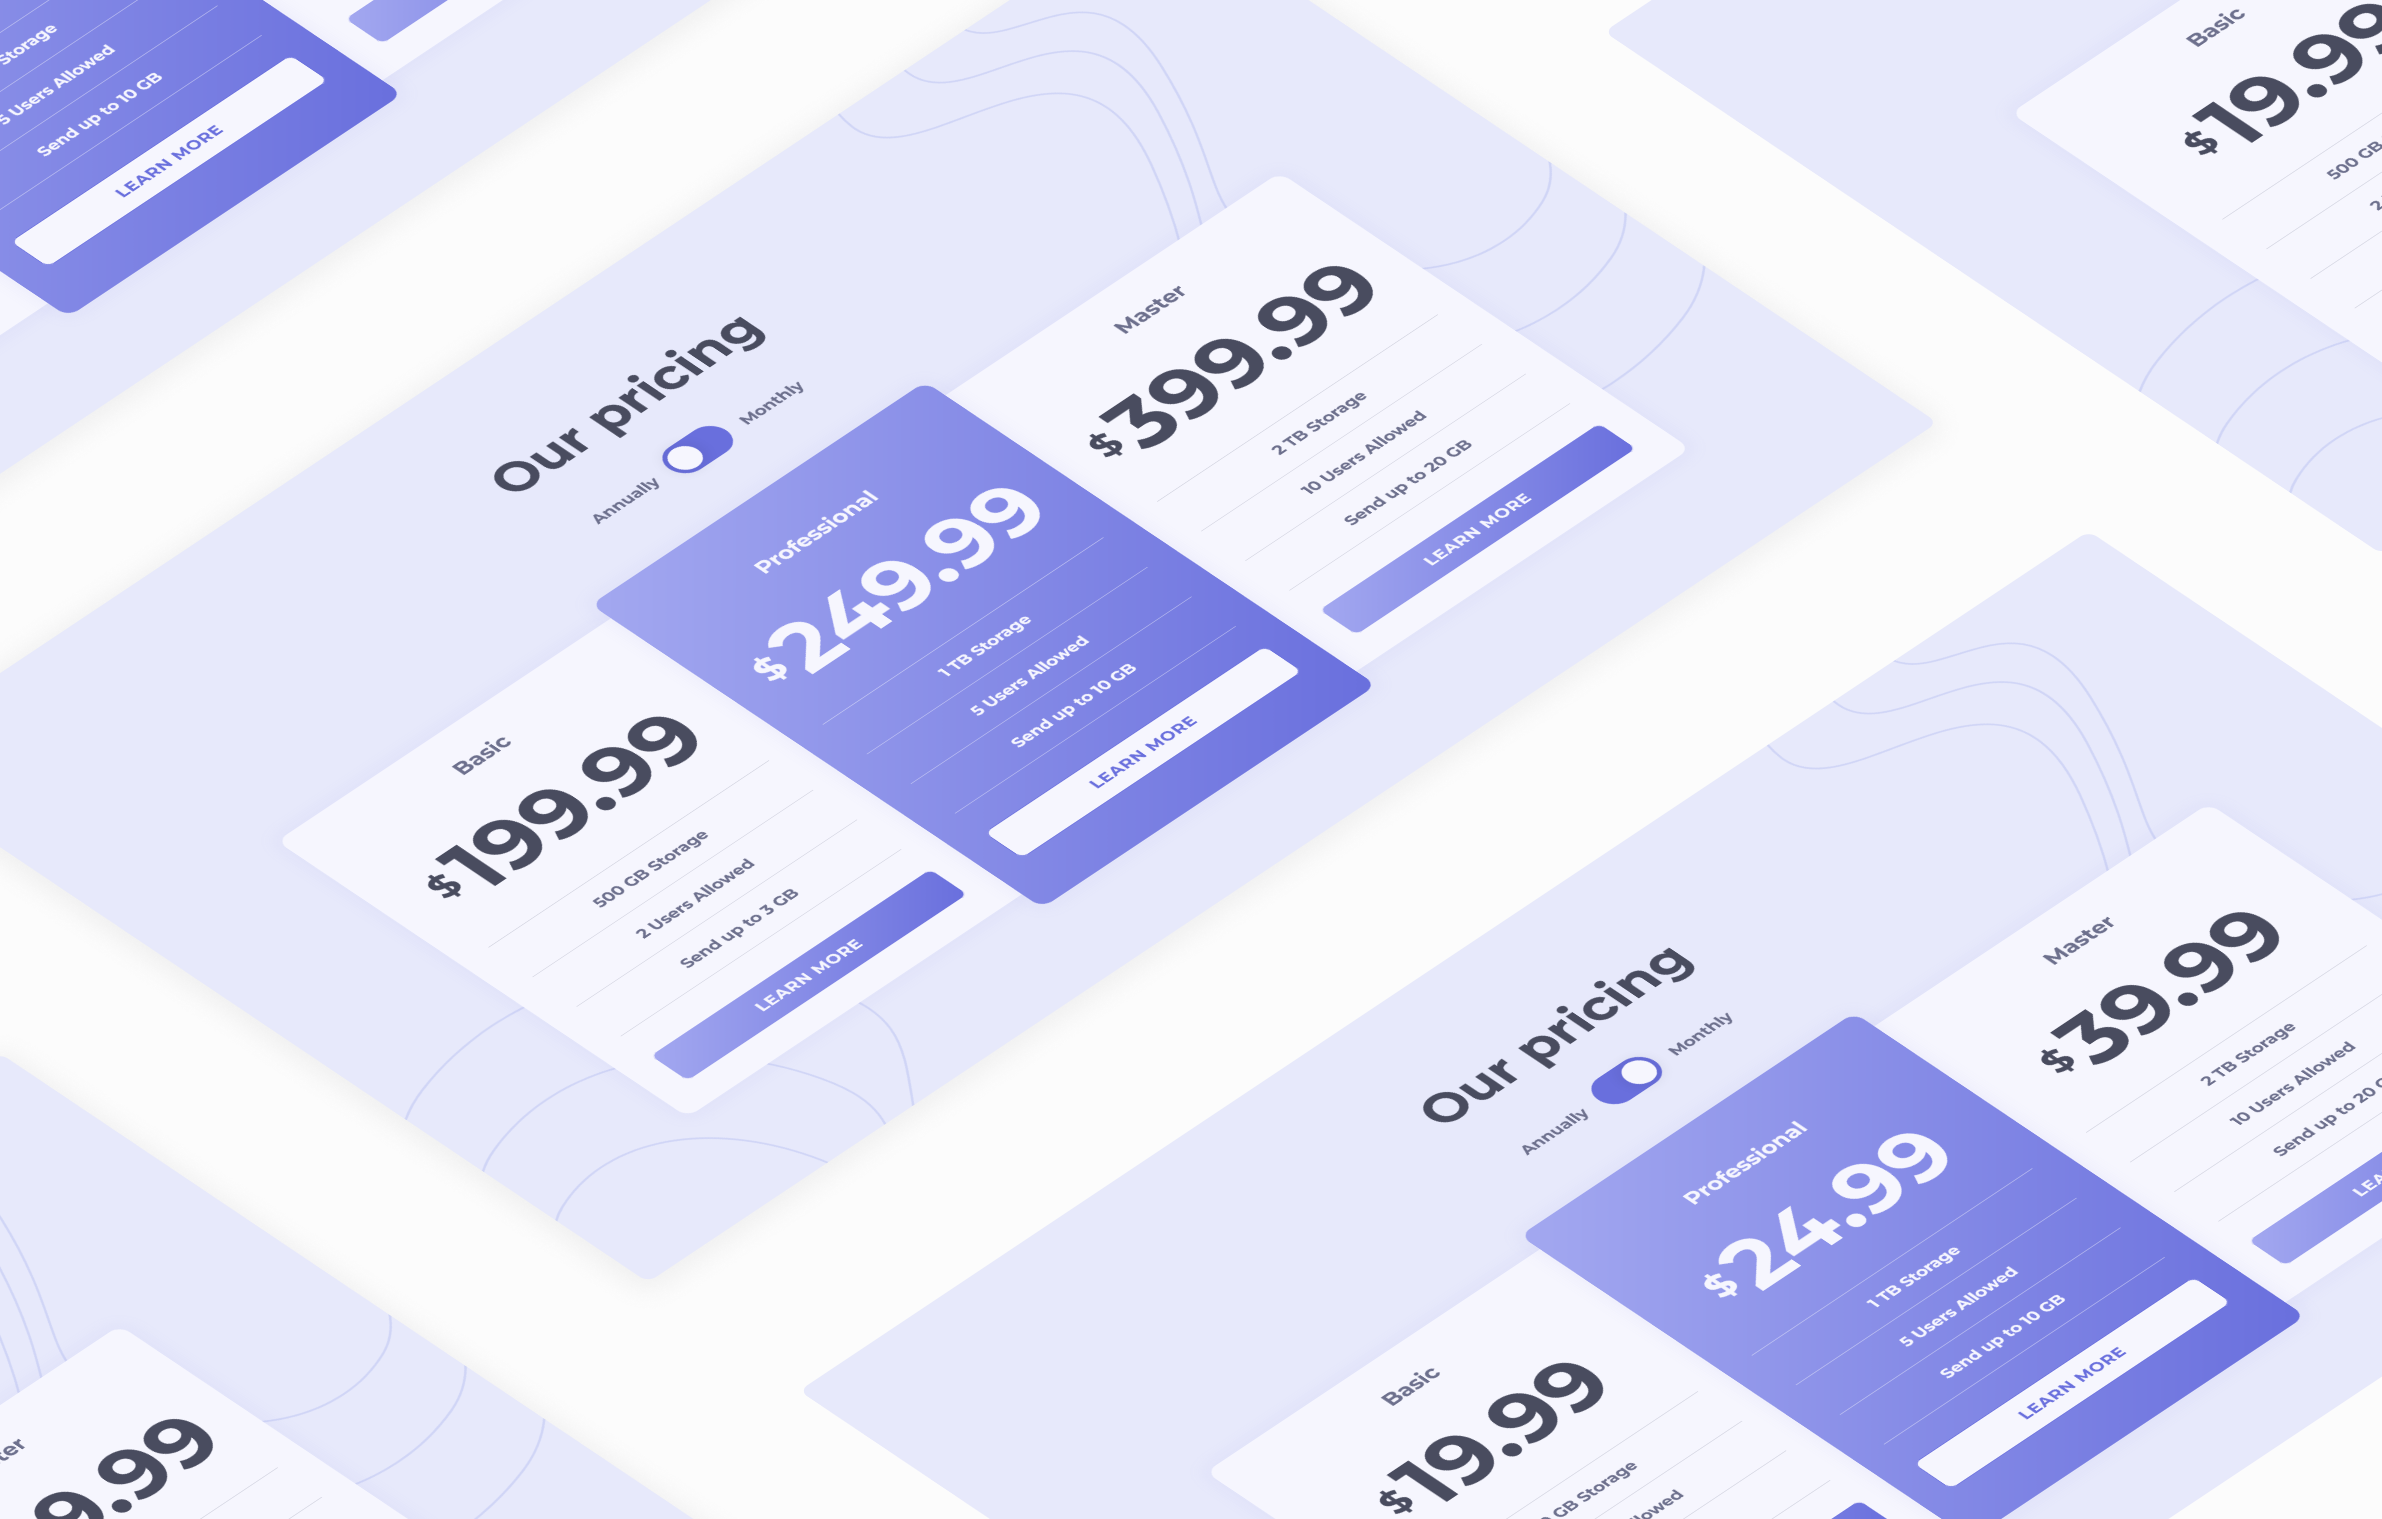 Storage
5 Users Allowed
Send up to 10 GB
LEARN MORE
Basic
$19.99
500 GB
2
Our pricing
Annually
Monthly
Basic
$199.99
500 GB Storage
2 Users Allowed
Send up to 3 GB
LEARN MORE
Professional
$249.99
1 TB Storage
5 Users Allowed
Send up to 10 GB
LEARN MORE
Master
$399.99
2 TB Storage
10 Users Allowed
Send up to 20 GB
LEARN MORE
Our pricing
Annually
Monthly
Basic
$19.99
GB Storage
Professional
$24.99
1 TB Storage
5 Users Allowed
Send up to 10 GB
LEARN MORE
Master
$39.99
2 TB Storage
10 Users Allowed
Send up to 20
9.99